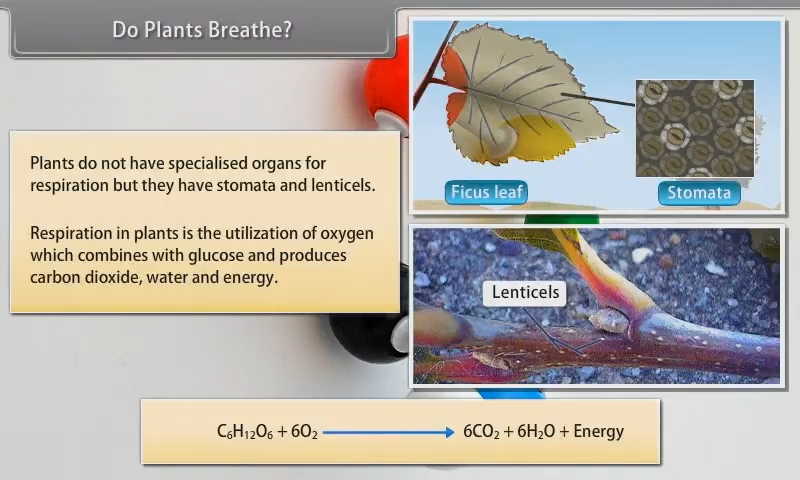 Do Plants Breathe?
Plants do not have specialised organs for
respiration but they have stomata and lenticels.
Respiration in plants is the utilization of oxygen
which combines with glucose and produces
carbon dioxide, water and energy.
Ficus leaf
Stomata
Lenticels
C₆H₁₂O₆ + 6O₂ → 6CO₂ + 6H₂O + Energy